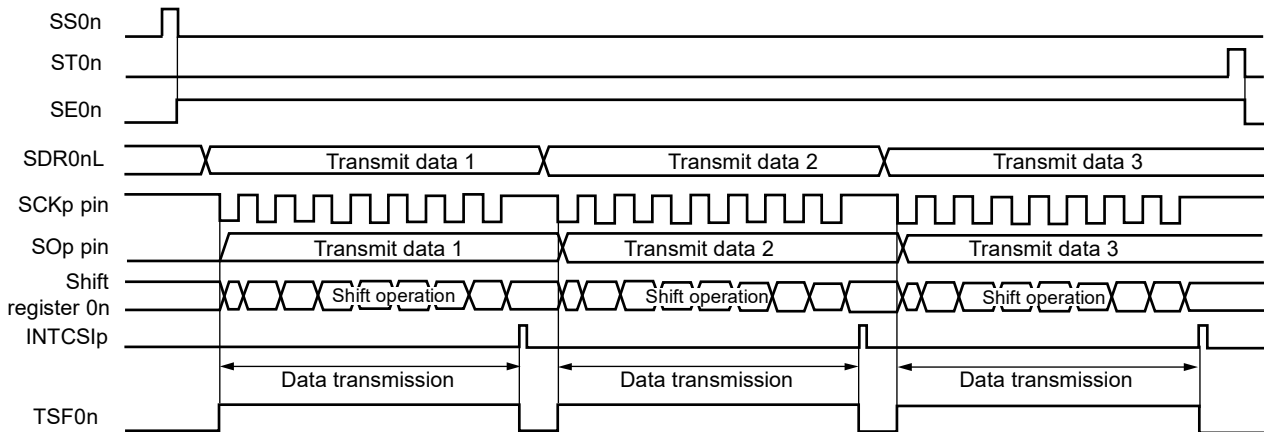 SS0n
ST0n
SE0n
SDR0nL Transmit data 1 Transmit data 2 Transmit data 3
SCKp pin
SOp pin Transmit data 1 Transmit data 2 Transmit data 3
Shift
register 0n Shift operation Shift operation Shift operation
INTCSIp
Data transmission Data transmission Data transmission
TSF0n